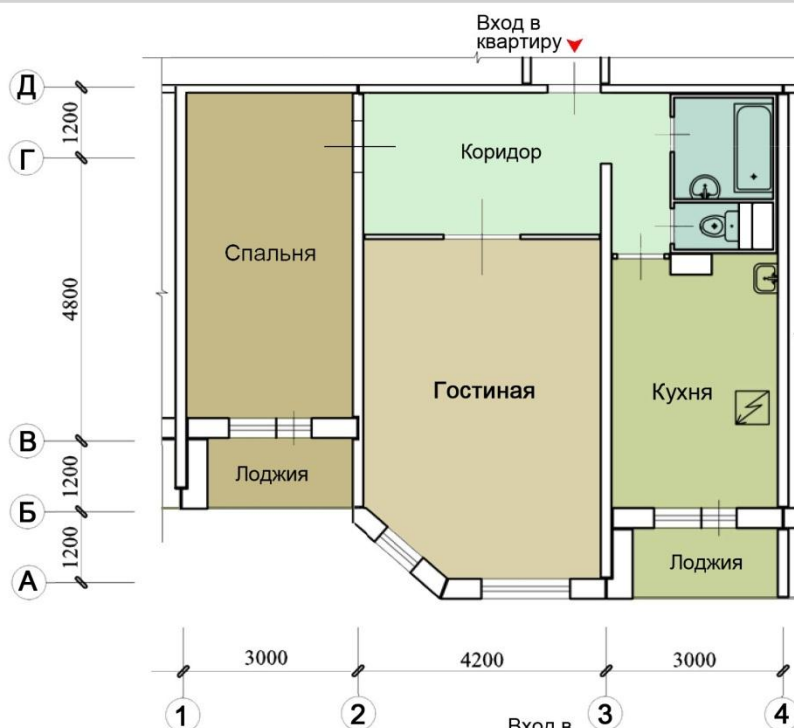 Вход в
квартиру
Д
1200
Г
Коридор
Спальня
4800
Гостиная
Кухня
В
1200
Лоджия
Б
1200
Лоджия
А
3000
4200
3000
1
2
3
4
Вход в